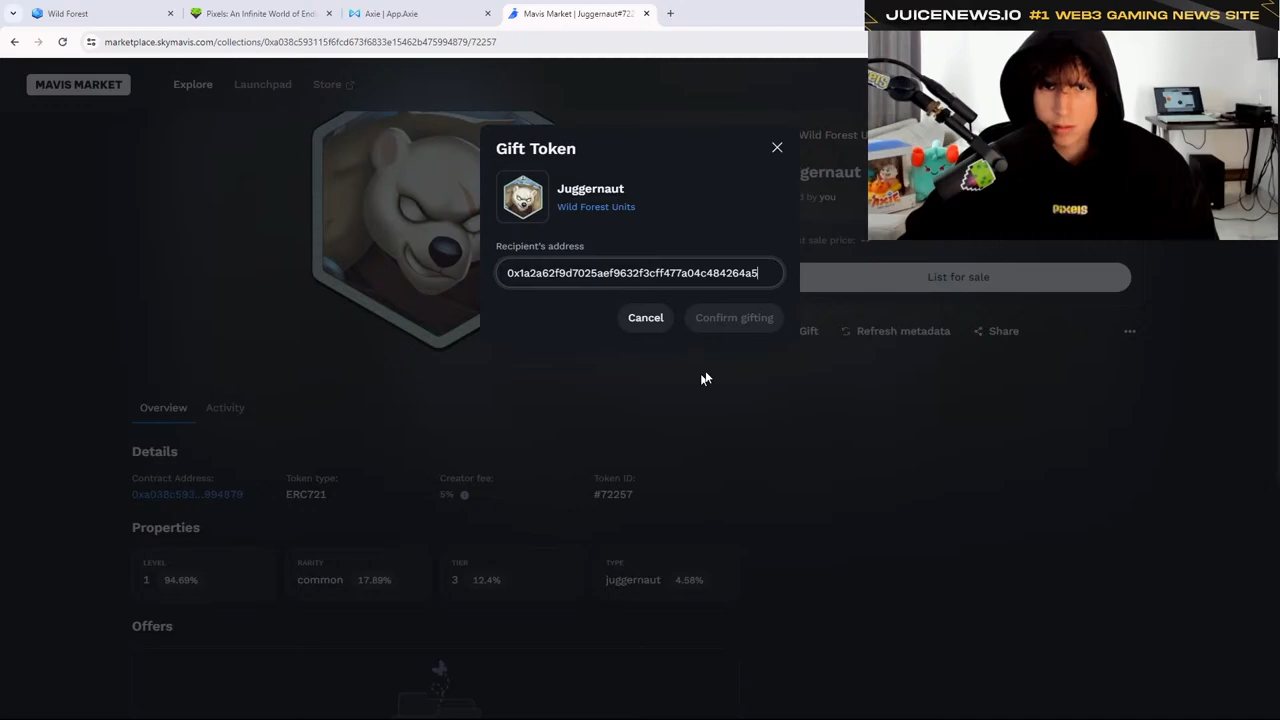 Wild Forest
Pixels: An Infinite World of End
Axie | App.Axie
Mavis Market | Juggernaut#722
marketplace.skymavis.com/collections/0xa038c593115f6fcd673f6833e15462b475994879/72257
JUICENEWS.IO #1 WEB3 GAMING NEWS SITE
MAVIS MARKET
Explore
Launchpad
Store
Gift Token
Juggernaut
Wild Forest Units
Recipient's address
0x1a2a62f9d7025aef9632f3cff477a04c484264a5
Cancel
Confirm gifting
Wild Forest U
ggernaut
d by you
st sale price: --
List for sale
Gift
Refresh metadata
Share
PIXELS
Overview
Activity
Details
Contract Address:
Token type:
Creator fee:
Token ID:
0xa038c593...994879
ERC721
5%
#72257
Properties
LEVEL
1 94.69%
RARITY
common 17.89%
TIER
3 12.4%
TYPE
juggernaut 4.58%
Offers